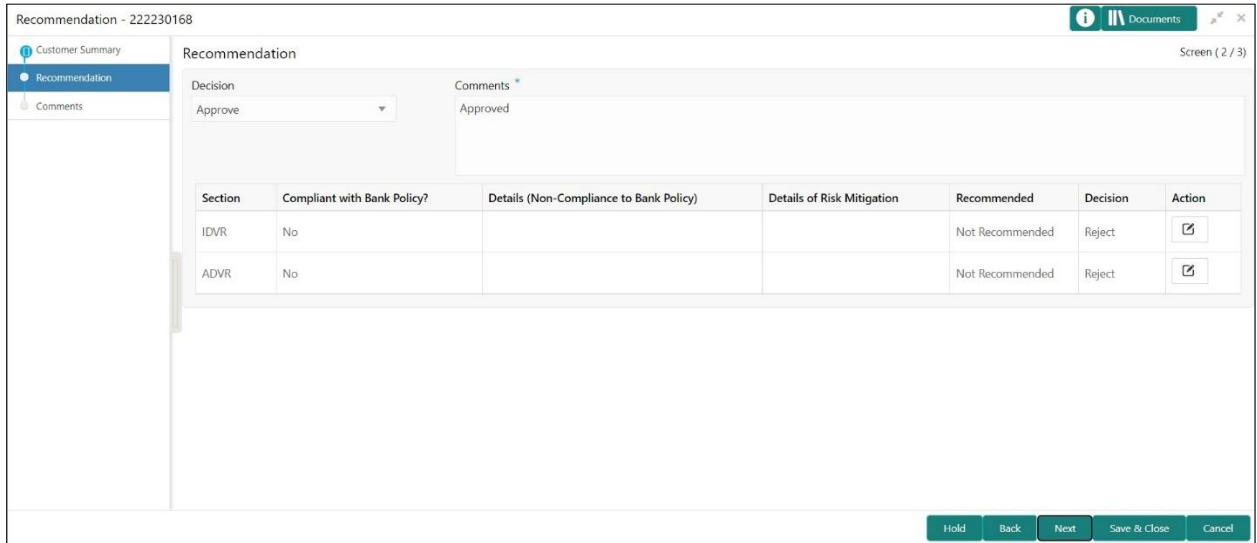 Recommendation - 222230168
Documents
Customer Summary
Recommendation
Comments
Recommendation
Screen ( 2 / 3)
Decision
Comments *
Approve
Approved
Section Compliant with Bank Policy? Details (Non-Compliance to Bank Policy) Details of Risk Mitigation Recommended Decision Action
IDVR No Not Recommended Reject
ADVR No Not Recommended Reject
Hold Back Next Save & Close Cancel